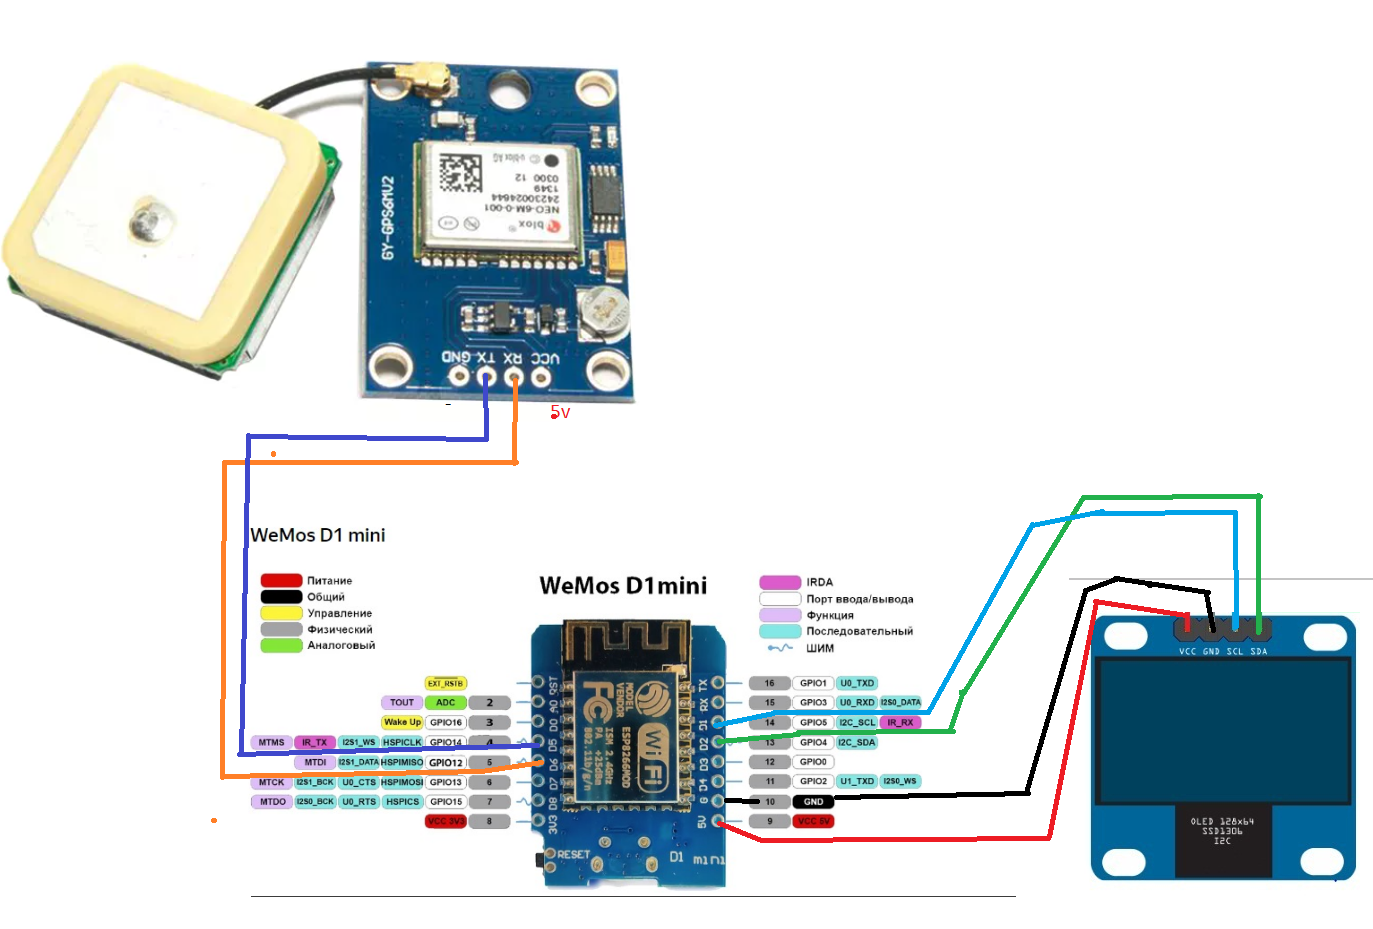 GY-GPS6MV2
u-blox AG
0300 12
1349
24230024644
NEO-6M-0-001
blox
GND TX RX VCC
5v
WeMos D1 mini
Питание
Общий
Управление
Физический
Аналоговый
WeMos D1mini
IRDA
Порт ввода/вывода
Функция
Последовательный
ШИМ
EXT_RSTB
RST
TX
16 GPIO1 U0_TXD
TOUT ADC 2
A0
RX
15 GPIO3 U0_RXD I2S0_DATA
Wake Up GPIO16 3
D0
D1
14 GPIO5 I2C_SCL IR_RX
MTMS IR_TX I2S1_WS HSPICLK GPIO14 4
D5
D2
13 GPIO4 I2C_SDA
MTDI I2S1_DATA HSPIMISO GPIO12 5
D6
D3
12 GPIO0
MTCK I2S1_BCK U0_CTS HSPIMOSI GPIO13 6
D7
D4
11 GPIO2 U1_TXD I2S0_WS
MTDO I2S0_BCK U0_RTS HSPICS GPIO15 7
D8
G
10 GND
VCC 3V3 8
3V3
5V
9 VCC 5V
MODEL
VENDOR
ESP8266MOD
ISM 2.4GHz
PA +25dBm
802.11b/g/n
FC
WiFi
RESET
D1 mini
VCC GND SCL SDA
OLED 128x64
SSD1306
I2C